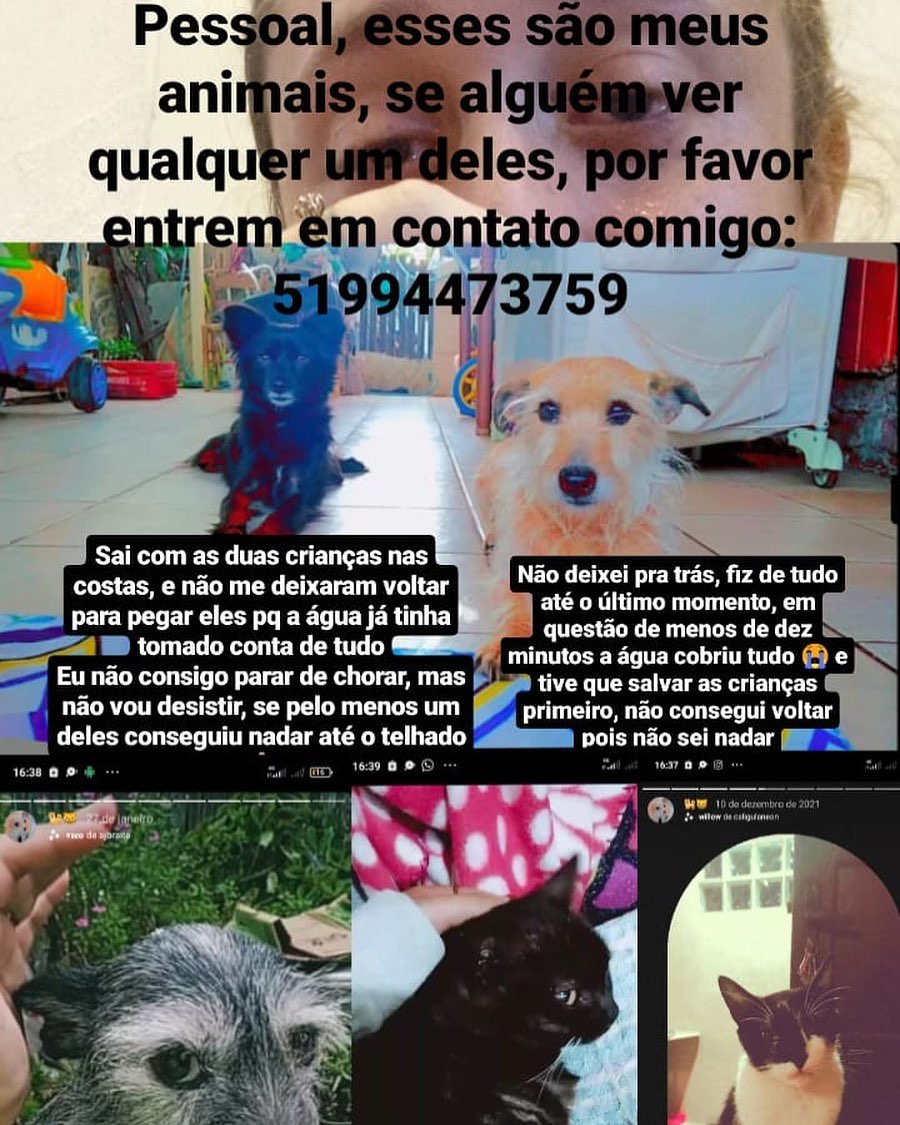 Pessoal, esses são meus
animais, se alguém ver
qualquer um deles, por favor
entrem em contato comigo:
51994473759
Sai com as duas crianças nas
costas, e não me deixaram voltar
para pegar eles pq a água já tinha
tomado conta de tudo
Eu não consigo parar de chorar, mas
não vou desistir, se pelo menos um
deles conseguiu nadar até o telhado
Não deixei pra trás, fiz de tudo
até o último momento, em
questão de menos de dez
minutos a água cobriu tudo 😭 e
tive que salvar as crianças
primeiro, não consegui voltar
pois não sei nadar
16:38
27 de janeiro
16:39
16:37
10 de dezembro de 2021
willow de caliguloneon